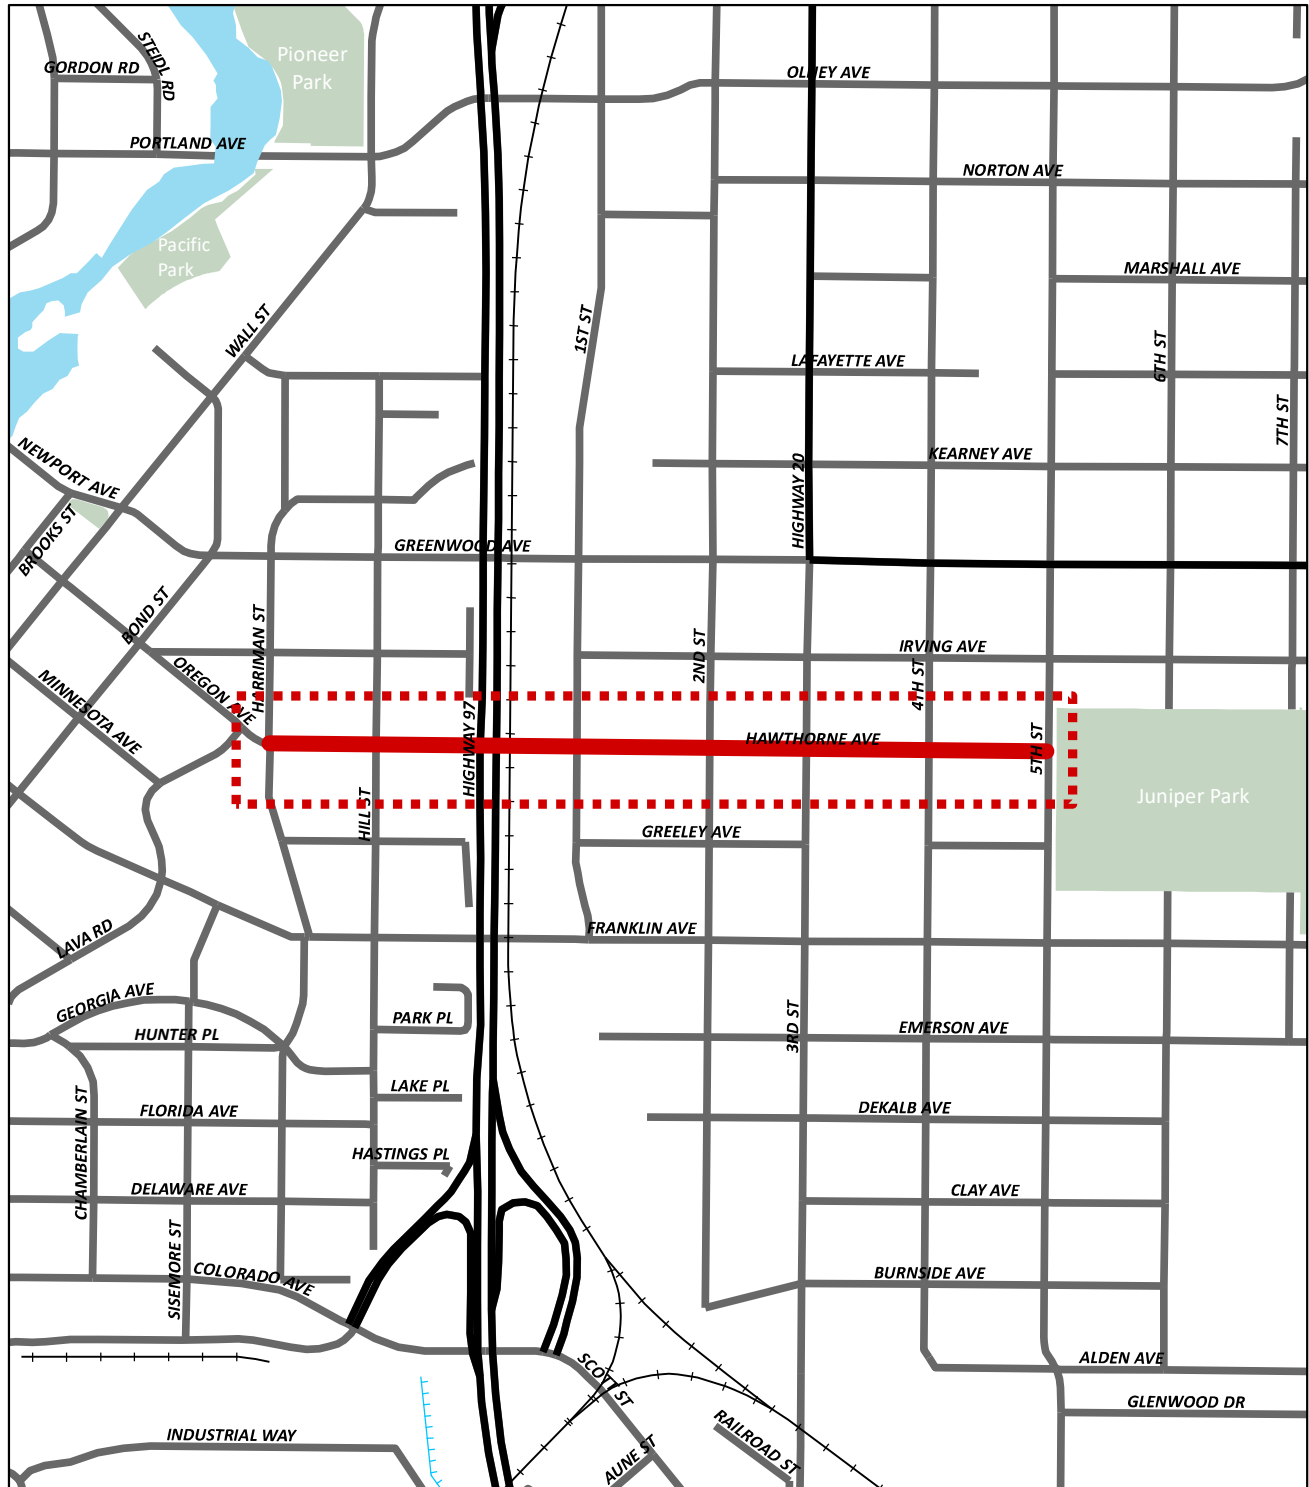 STEIDL RD
GORDON RD
Pioneer
Park
OLNEY AVE
PORTLAND AVE
NORTON AVE
Pacific
Park
MARSHALL AVE
WALL ST
1ST ST
LAFAYETTE AVE
6TH ST
7TH ST
NEWPORT AVE
KEARNEY AVE
HIGHWAY 20
BROOKS ST
GREENWOOD AVE
BOND ST
HARRIMAN ST
IRVING AVE
2ND ST
4TH ST
OREGON AVE
MINNESOTA AVE
HIGHWAY 97
HAWTHORNE AVE
5TH ST
Juniper Park
HILL ST
GREELEY AVE
LAVA RD
FRANKLIN AVE
GEORGIA AVE
HUNTER PL
PARK PL
3RD ST
EMERSON AVE
LAKE PL
CHAMBERLAIN ST
FLORIDA AVE
DEKALB AVE
HASTINGS PL
DELAWARE AVE
CLAY AVE
SISEMORE ST
COLORADO AVE
BURNSIDE AVE
SCOTT ST
ALDEN AVE
GLENWOOD DR
INDUSTRIAL WAY
AUNE ST
RAILROAD ST